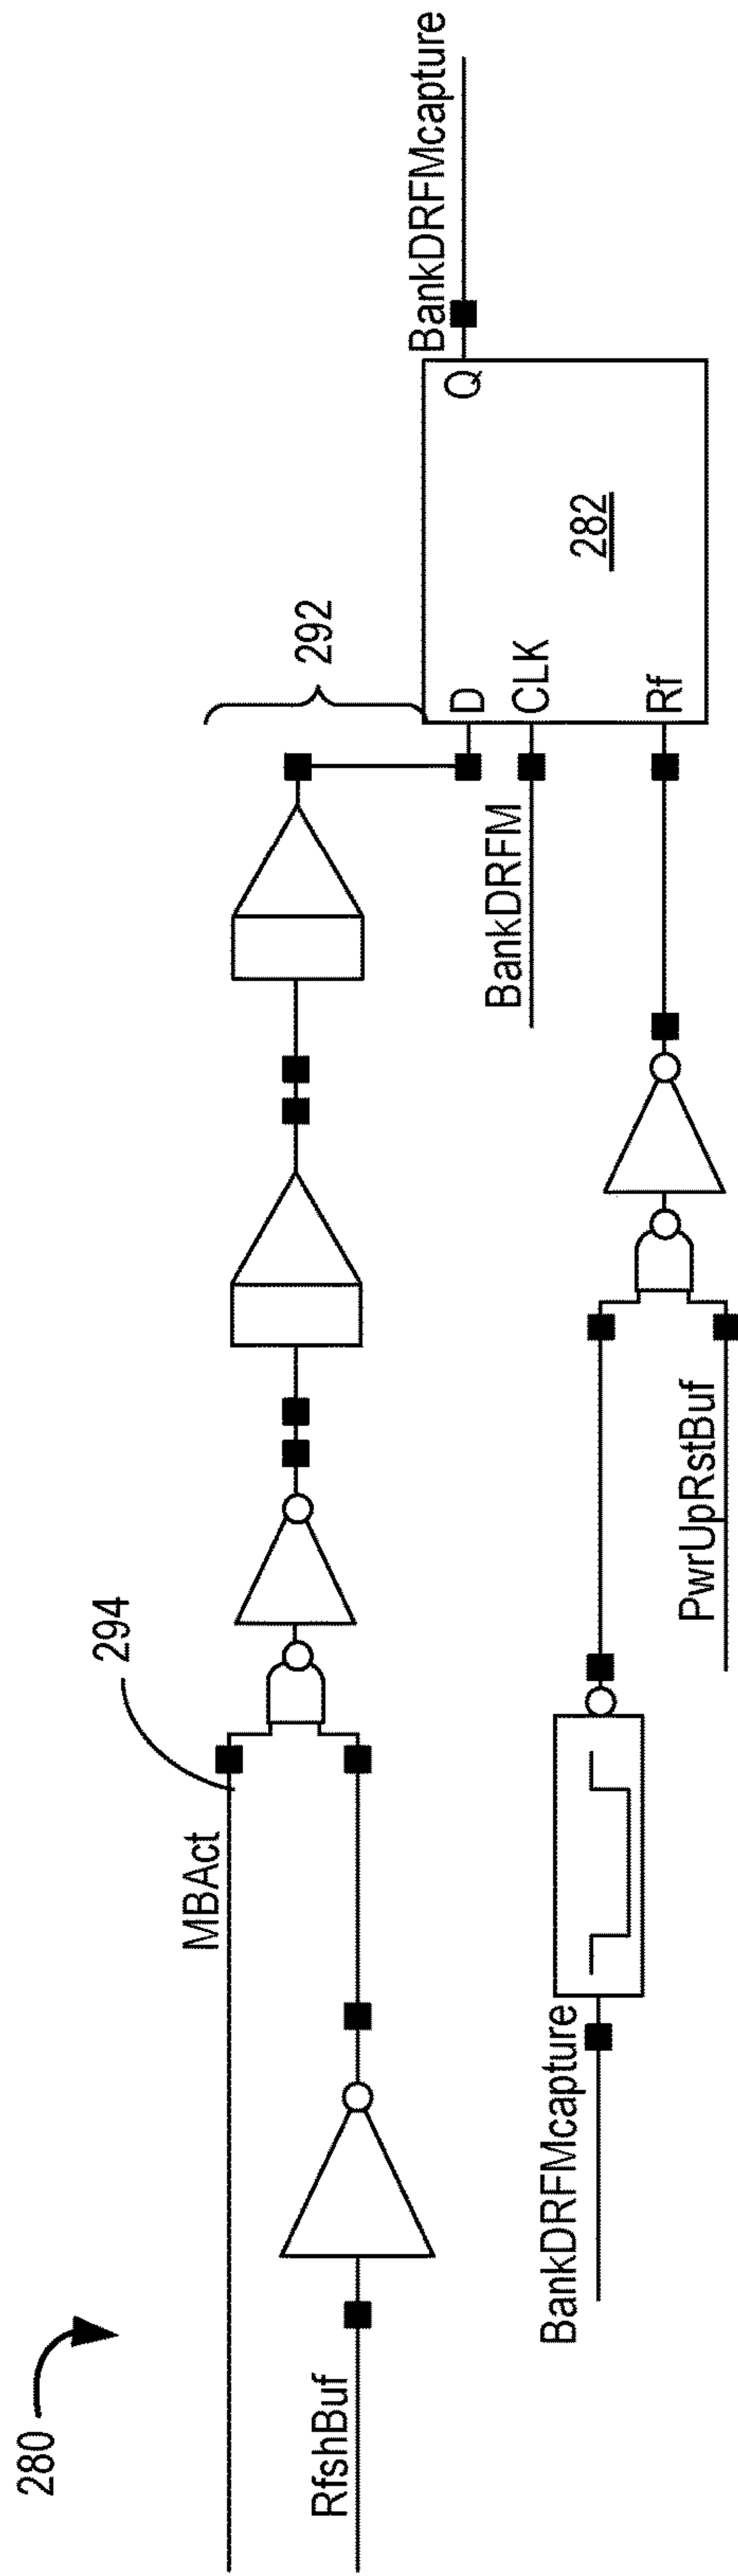 280
MBAct
294
RfshBuf
292
D
Q
BankDRFMcapture
BankDRFM
CLK
282
BankDRFMcapture
PwrUpRstBuf
Rf